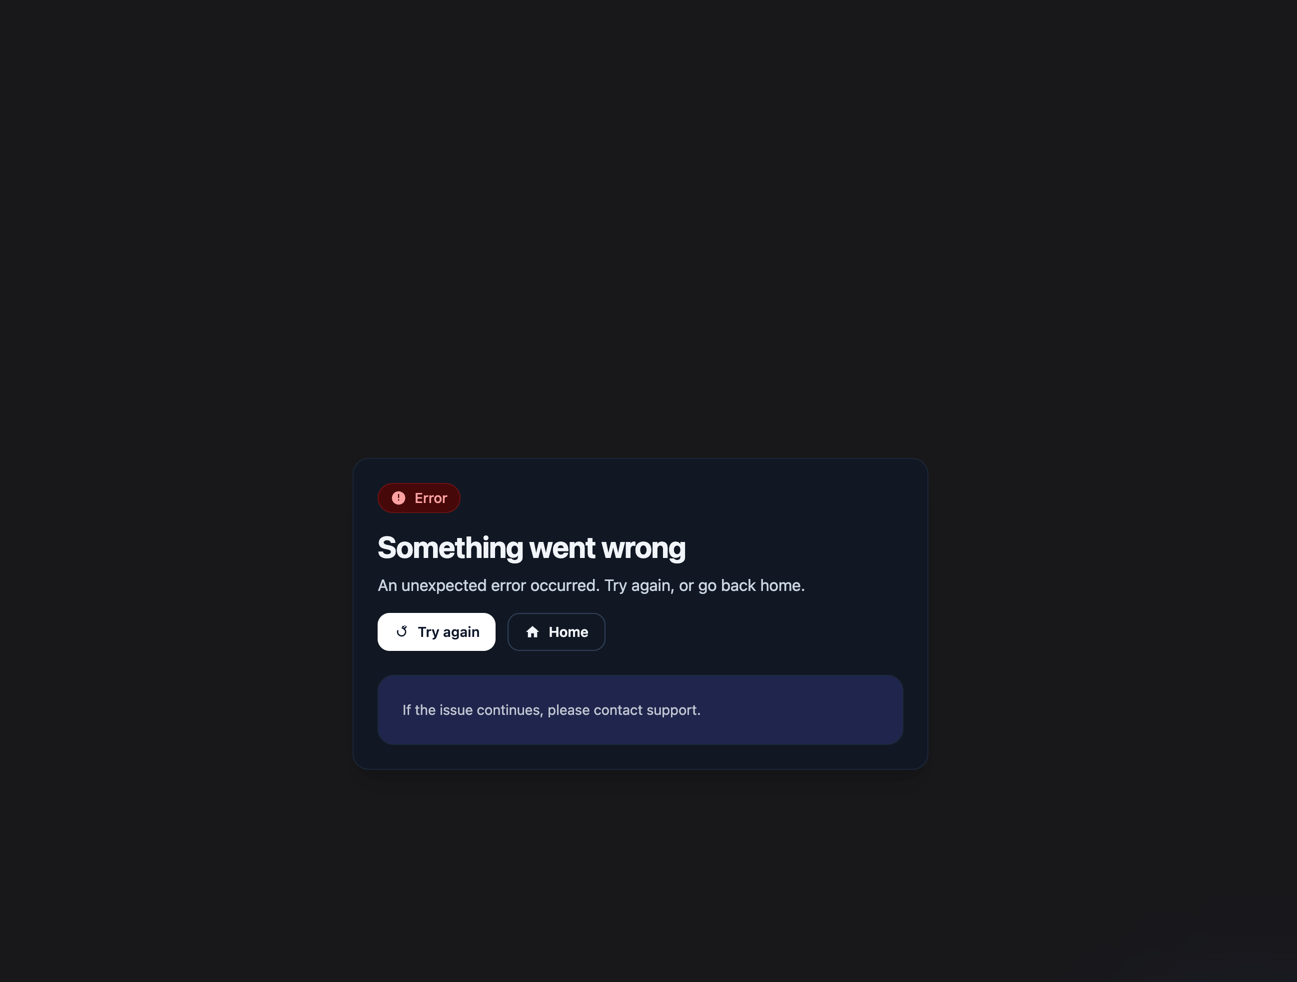 Error
Something went wrong
An unexpected error occurred. Try again, or go back home.
Try again
Home
If the issue continues, please contact support.